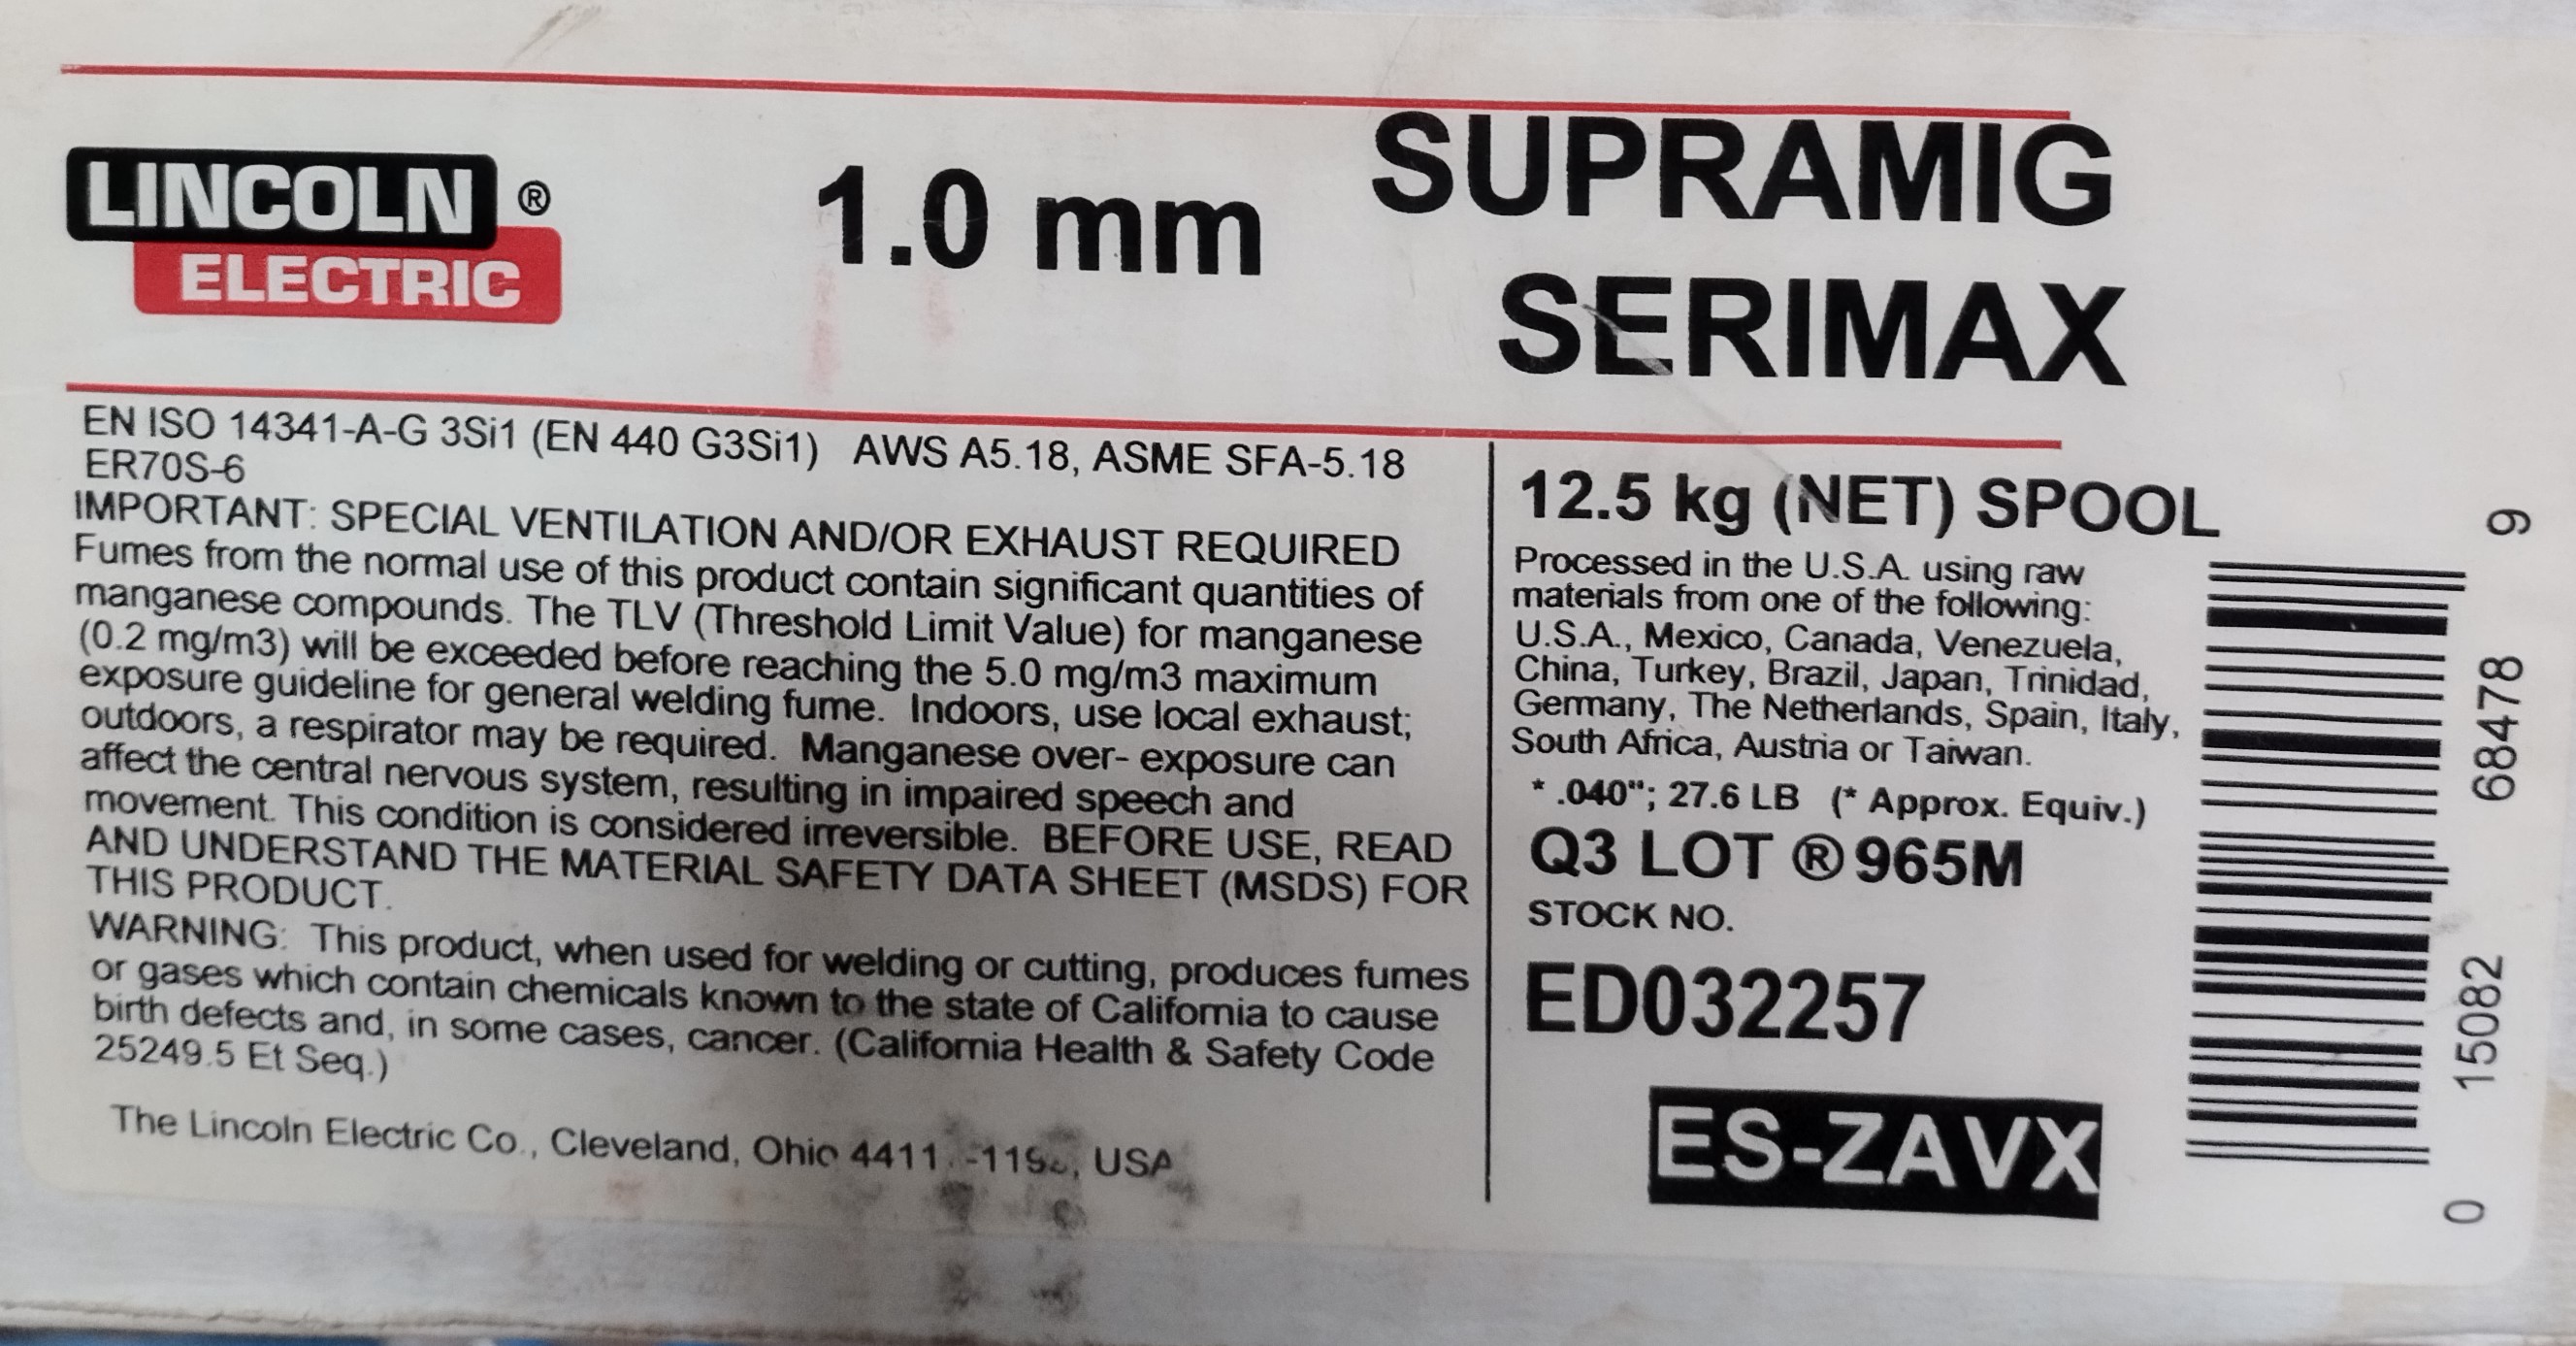 LINCOLN ®
ELECTRIC
1.0 mm
SUPRAMIG
SERIMAX
EN ISO 14341-A-G 3Si1 (EN 440 G3Si1) AWS A5.18, ASME SFA-5.18
ER70S-6
IMPORTANT: SPECIAL VENTILATION AND/OR EXHAUST REQUIRED
Fumes from the normal use of this product contain significant quantities of
manganese compounds. The TLV (Threshold Limit Value) for manganese
(0.2 mg/m3) will be exceeded before reaching the 5.0 mg/m3 maximum
exposure guideline for general welding fume. Indoors, use local exhaust;
outdoors, a respirator may be required. Manganese over- exposure can
affect the central nervous system, resulting in impaired speech and
movement. This condition is considered irreversible. BEFORE USE, READ
AND UNDERSTAND THE MATERIAL SAFETY DATA SHEET (MSDS) FOR
THIS PRODUCT.
WARNING: This product, when used for welding or cutting, produces fumes
or gases which contain chemicals known to the state of California to cause
birth defects and, in some cases, cancer. (California Health & Safety Code
25249.5 Et Seq.)
The Lincoln Electric Co., Cleveland, Ohio USA
12.5 kg (NET) SPOOL
Processed in the U.S.A. using raw
materials from one of the following:
U.S.A., Mexico, Canada, Venezuela,
China, Turkey, Brazil, Japan, Trinidad,
Germany, The Netherlands, Spain, Italy,
South Africa, Austria or Taiwan.
* .040"; 27.6 LB (* Approx. Equiv.)
Q3 LOT ® 965M
STOCK NO.
ED032257
ES-ZAVX
0 15082 68478 9